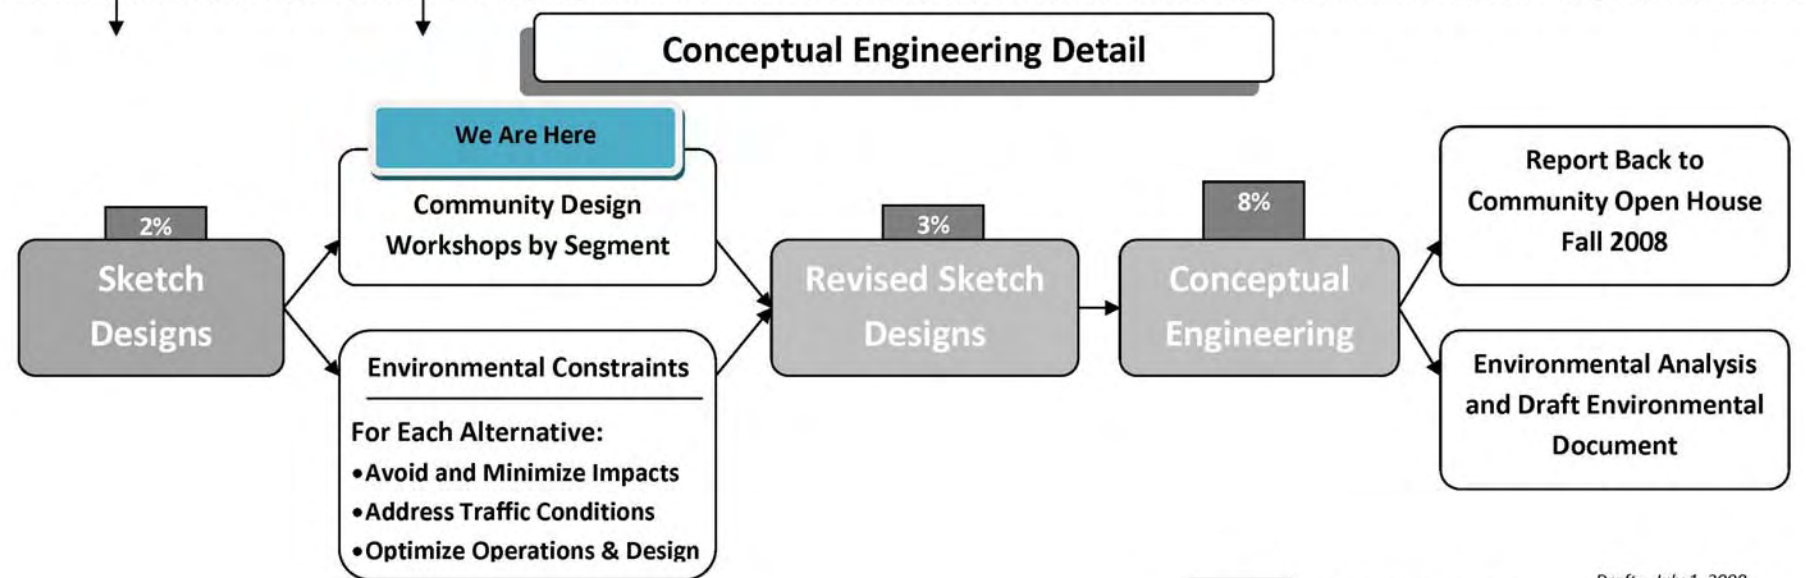 Conceptual Engineering Detail
We Are Here
Community Design
Workshops by Segment
2%
Sketch
Designs
Environmental Constraints
For Each Alternative:
•Avoid and Minimize Impacts
•Address Traffic Conditions
•Optimize Operations & Design
3%
Revised Sketch
Designs
8%
Conceptual
Engineering
Report Back to
Community Open House
Fall 2008
Environmental Analysis
and Draft Environmental
Document